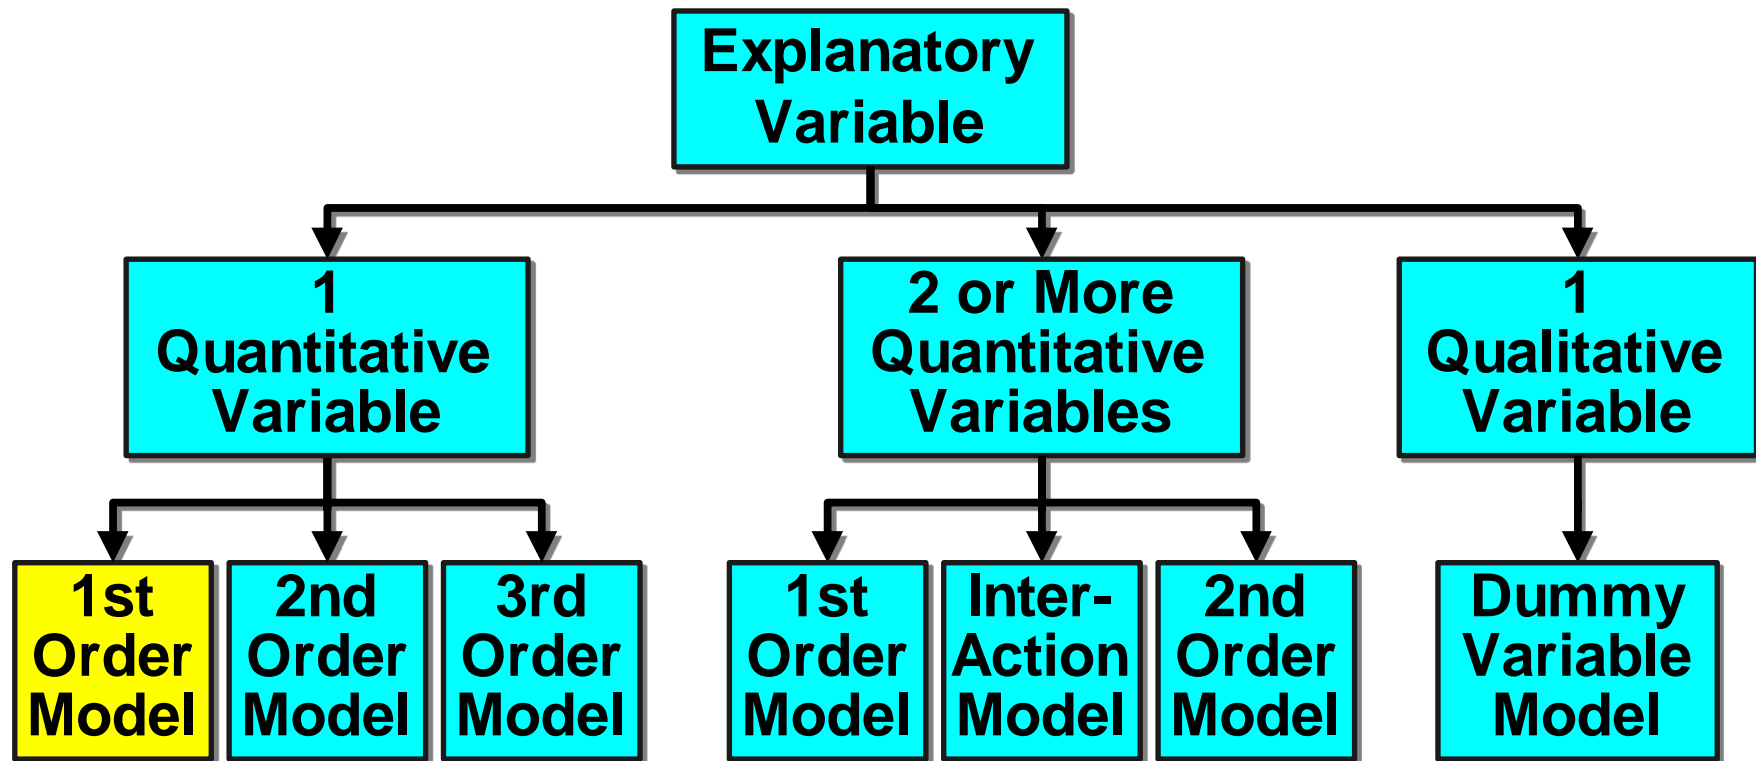 Explanatory
Variable
1
Quantitative
Variable
2 or More
Quantitative
Variables
1
Qualitative
Variable
1st
Order
Model
2nd
Order
Model
3rd
Order
Model
1st
Order
Model
Inter-
Action
Model
2nd
Order
Model
Dummy
Variable
Model